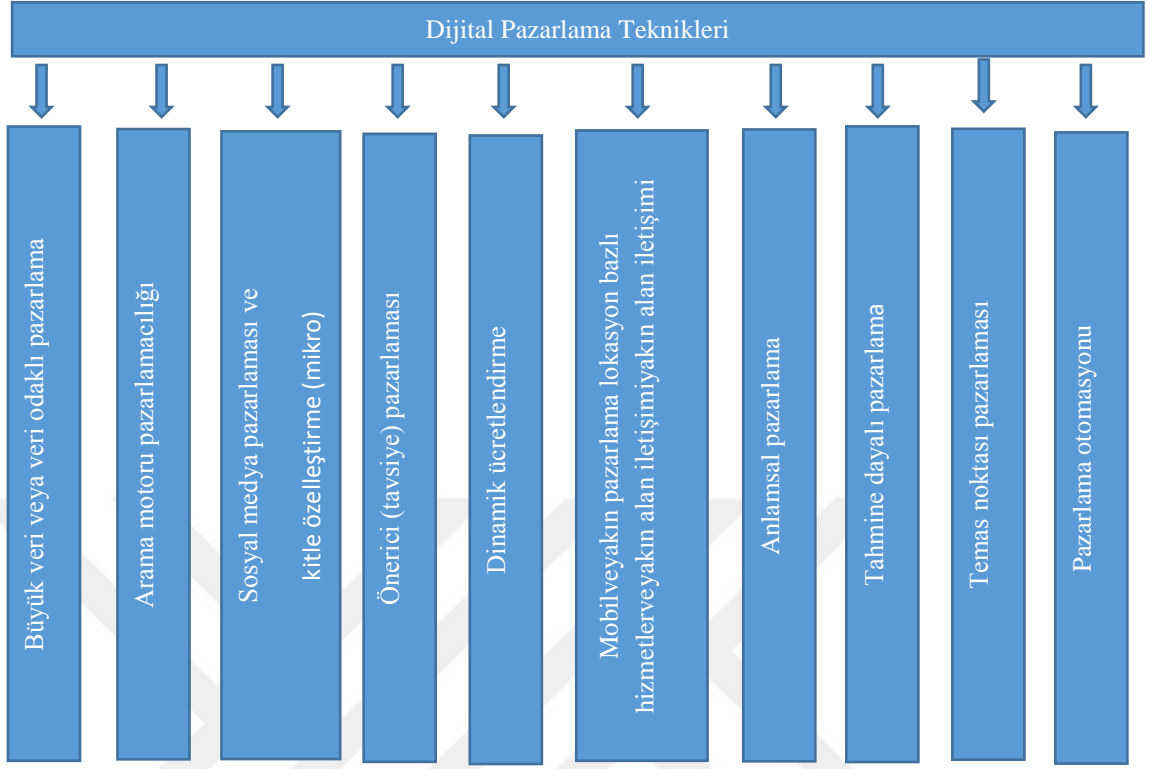 Dijital Pazarlama Teknikleri
Büyük veri veya veri odaklı pazarlama
Arama motoru pazarlamacılığı
Sosyal medya pazarlaması ve
kitle özelleştirme (mikro)
Önerici (tavsiye) pazarlaması
Dinamik ücretlendirme
Mobilveyakın pazarlama lokasyon bazlı
hizmetlerveyakın alan iletişimiyakın alan iletişimi
Anlamsal pazarlama
Tahmine dayalı pazarlama
Temas noktası pazarlaması
Pazarlama otomasyonu